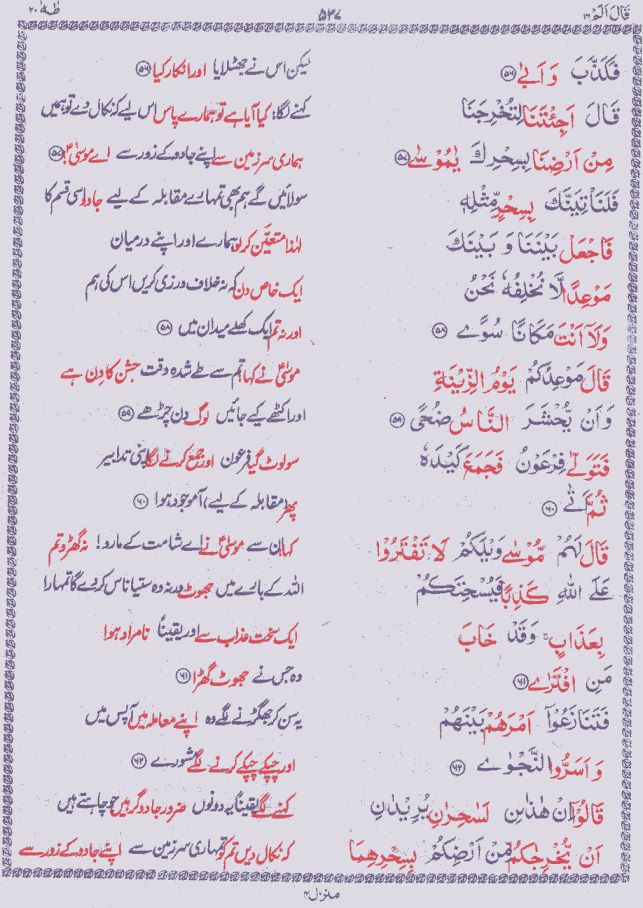 قَالَ اَلَمْ ١٦ ٥٣٧ طٰهٰ ٢٠
فَكَذَّبَ وَ اَبٰى ﴿۵۶﴾ لیکن اس نے جھٹلایا اور انکار کیا ﴿۵۶﴾
قَالَ اَجِئْتَنَا لِتُخْرِجَنَا کہنے لگا: کیا آیا ہے تو ہمارے پاس اس لیے کہ نکال دے تو ہمیں
مِنْ اَرْضِنَا بِسِحْرِكَ يٰمُوْسٰى ﴿۵۷﴾ ہماری سرزمین سے اپنے جادو کے زور سے اے موسیٰؑ! ﴿۵۷﴾
فَلَنَاْتِيَنَّكَ بِسِحْرٍ مِّثْلِهٖ سو لائیں گے ہم بھی تمہارے مقابلہ کے لیے جادو اسی قسم کا
فَاجْعَلْ بَيْنَنَا وَ بَيْنَكَ لہٰذا متعیّن کر لو ہمارے اور اپنے درمیان
مَوْعِدًا لَّا نُخْلِفُهٗ نَحْنُ ایک خاص دن کہ نہ خلاف ورزی کریں اس کی ہم
وَلَاۤ اَنْتَ مَكَانًا سُوًى ﴿۵۸﴾ اور نہ تم ایک کھلے میدان میں ﴿۵۸﴾
قَالَ مَوْعِدُكُمْ يَوْمُ الزِّيْنَةِ موسیٰؑ نے کہا: تم سے طے شدہ وقت جشن کا دن ہے
وَ اَنْ يُّحْشَرَ النَّاسُ ضُحًى ﴿۵۹﴾ اور اکٹھے کیے جائیں لوگ دن چڑھے ﴿۵۹﴾
فَتَوَلّٰى فِرْعَوْنُ فَجَمَعَ كَيْدَهٗ سو لوٹ گیا فرعون اور جمع کرنے لگا اپنی تدابیر
ثُمَّ اَتٰى ﴿۶۰﴾ پھر (مقابلہ کے لیے) آموجود ہوا ﴿۶۰﴾
قَالَ لَهُمْ مُّوْسٰى وَيْلَكُمْ لَا تَفْتَرُوْا کہا ان سے موسیٰؑ نے اے شامت کے مارو! نہ گھڑو تم
عَلَى اللّٰهِ كَذِبًا فَيُسْحِتَكُمْ اللہ کے بارے میں جھوٹ ورنہ وہ ستیاناس کر دے گا تمہارا
بِعَذَابٍ ۚ وَقَدْ خَابَ ایک سخت عذاب سے اور یقینًا نامراد ہوا
مَنِ افْتَرٰى ﴿۶۱﴾ وہ جس نے جھوٹ گھڑا ﴿۶۱﴾
فَتَنَازَعُوْۤا اَمْرَهُمْ بَيْنَهُمْ یہ سن کر جھگڑنے لگے وہ اپنے معاملہ میں آپس میں
وَ اَسَرُّوا النَّجْوٰى ﴿۶۲﴾ اور چپکے چپکے کرنے لگے مشورے ﴿۶۲﴾
قَالُوْۤا اِنْ هٰذٰىنِ لَسٰحِرٰنِ يُرِيْدٰنِ کہنے لگے یقینًا یہ دونوں ضرور جادوگر ہیں جو چاہتے ہیں
اَنْ يُّخْرِجٰكُمْ مِّنْ اَرْضِكُمْ بِسِحْرِهِمَا کہ نکال دیں تم کو تمہاری سرزمین سے اپنے جادو کے زور سے
منزل ۴